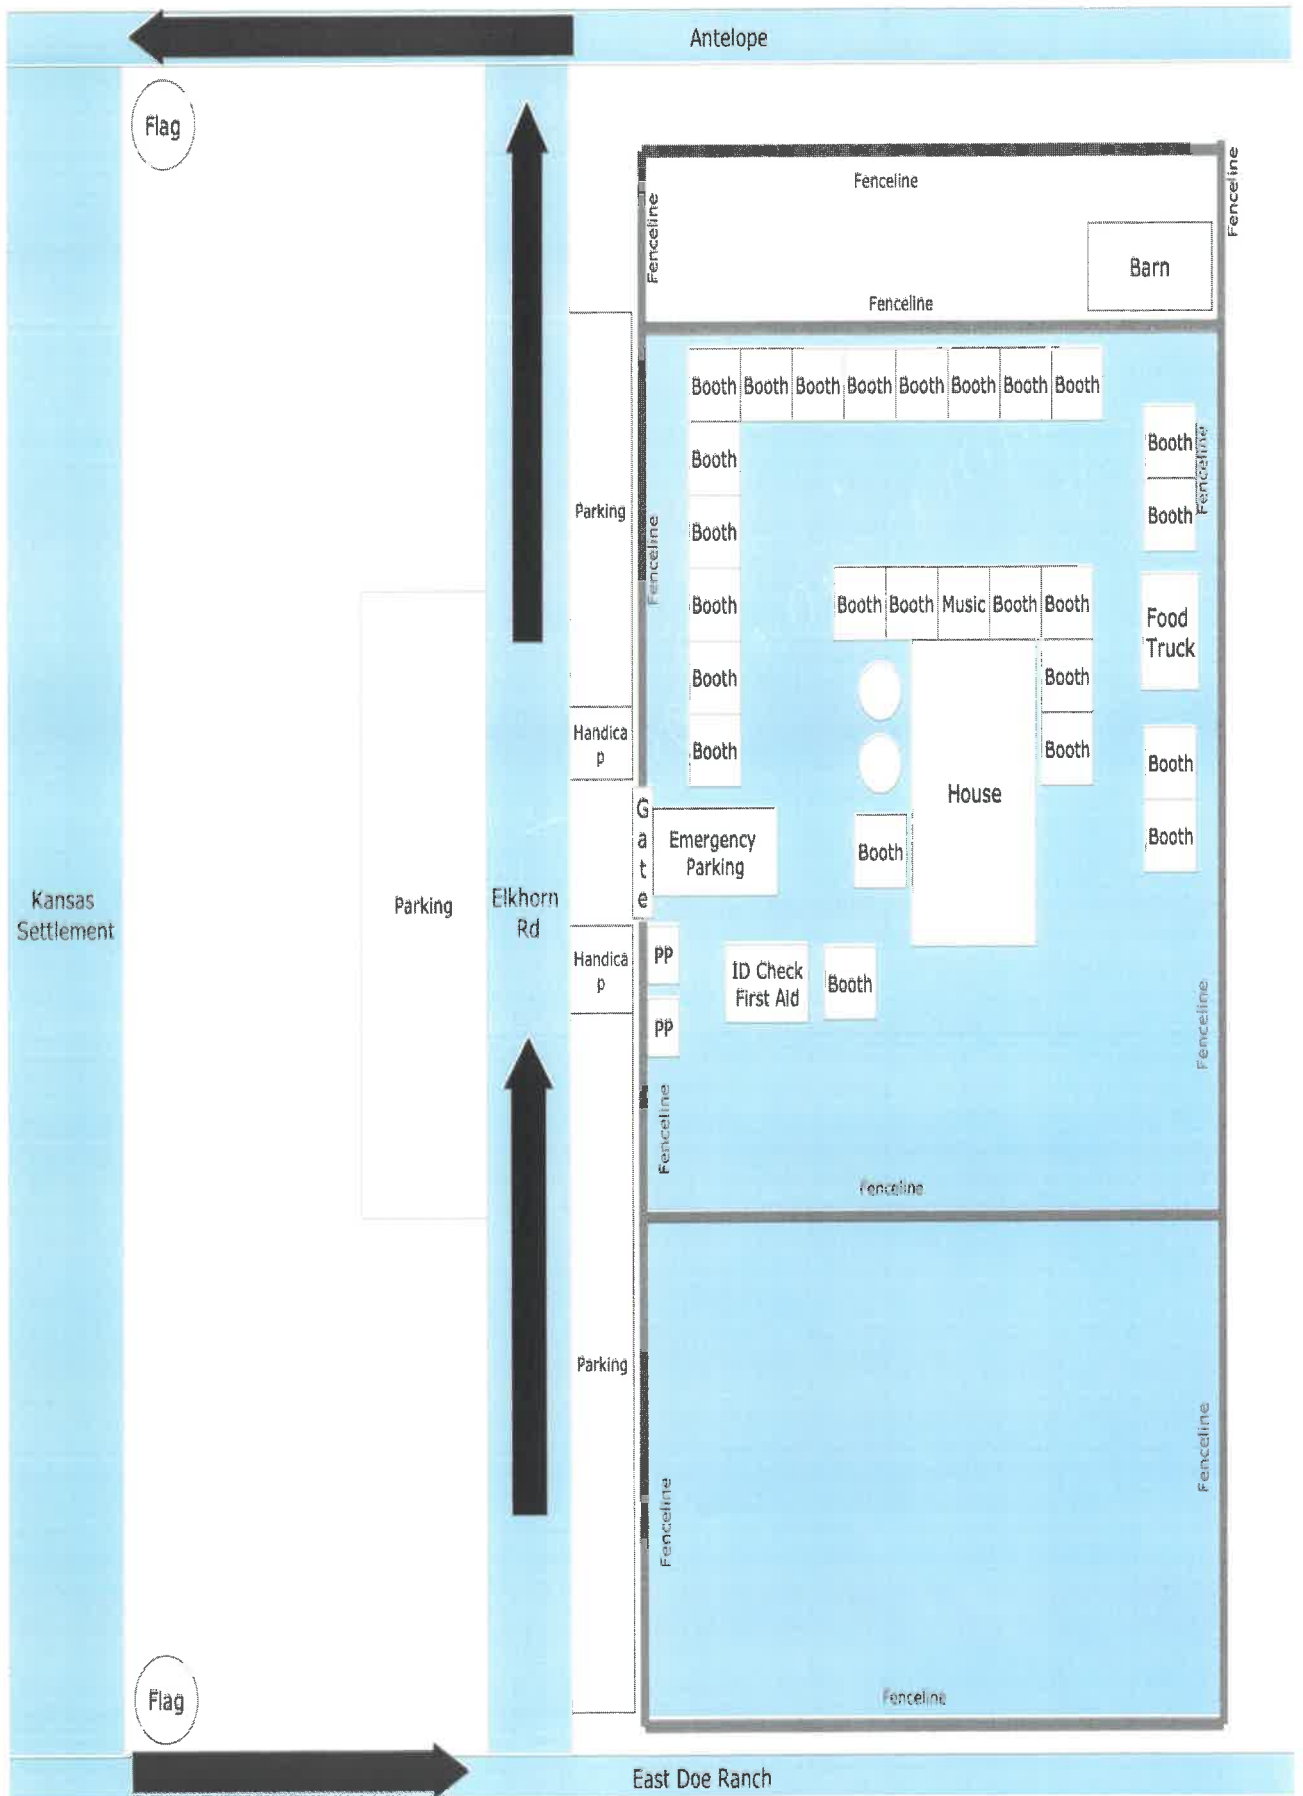 Antelope
Flag
Fenceline
Fenceline
Fenceline
Barn
Fenceline
Booth Booth Booth Booth Booth Booth Booth Booth
Booth
Fenceline
Booth
Booth
Parking
Booth
Fenceline
Booth Booth Music Booth Booth
Booth
Food
Truck
Booth
Booth
Handica
p
Booth
Booth
Booth
House
Gate
Emergency
Parking
Booth
Booth
Kansas
Settlement
Parking
Elkhorn
Rd
Handica
p
PP
ID Check
First Aid
Booth
PP
Fenceline
Fenceline
Fenceline
Parking
Fenceline
Fenceline
Flag
Fenceline
East Doe Ranch